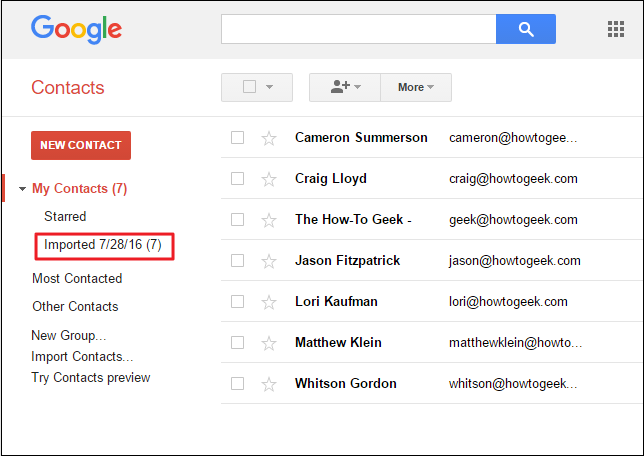 Google
Contacts
More
NEW CONTACT
My Contacts (7)
Starred
Imported 7/28/16 (7)
Most Contacted
Other Contacts
New Group...
Import Contacts...
Try Contacts preview
Cameron Summerson cameron@howtogee...
Craig Lloyd craig@howtogeek.com
The How-To Geek - geek@howtogeek.com
Jason Fitzpatrick jason@howtogeek.com
Lori Kaufman lori@howtogeek.com
Matthew Klein matthewklein@howto...
Whitson Gordon whitson@howtogeek...